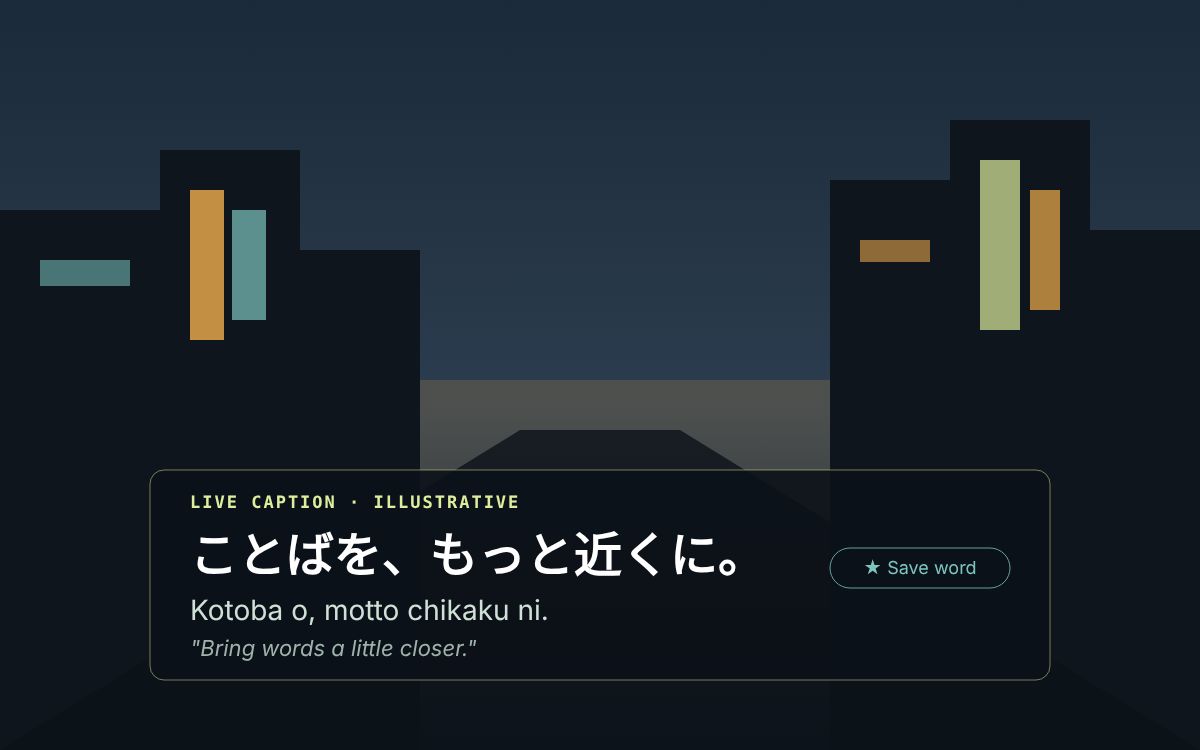 LIVE CAPTION · ILLUSTRATIVE
ことばを、もっと近くに。
★ Save word
Kotoba o, motto chikaku ni.
"Bring words a little closer."